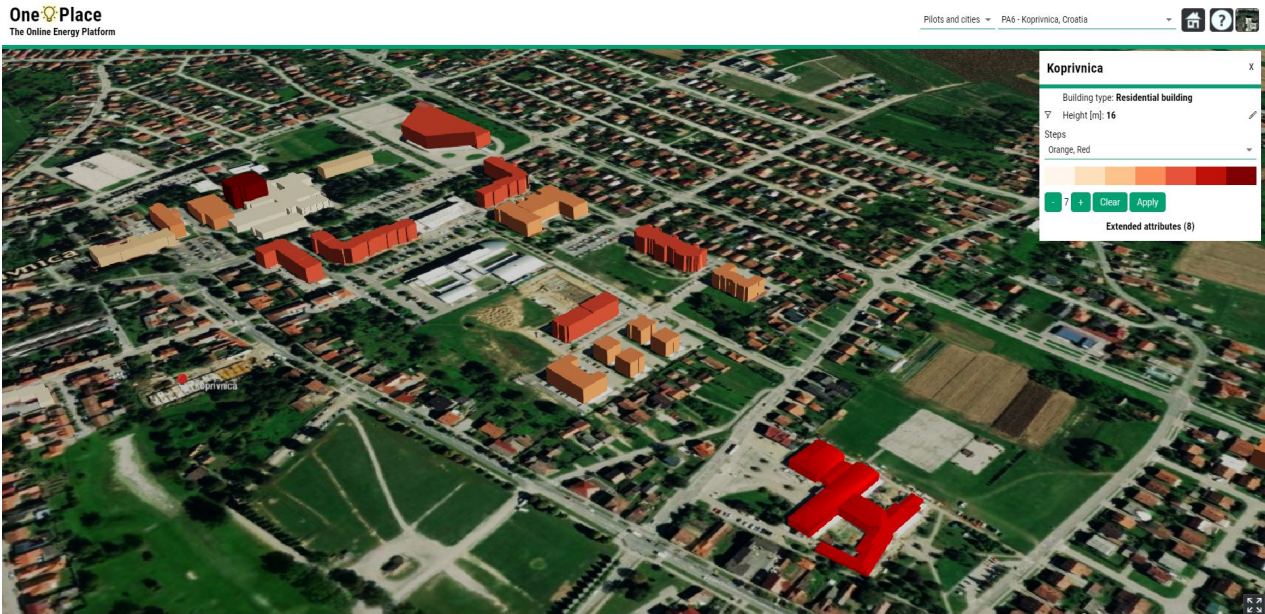 One Place
The Online Energy Platform
Pilots and cities
PA6 - Koprivnica, Croatia
?
Koprivnica
X
Building type: Residential building
Height [m]: 16
Steps
Orange, Red
- 7 + Clear Apply
Extended attributes (8)
vnica
Koprivnica